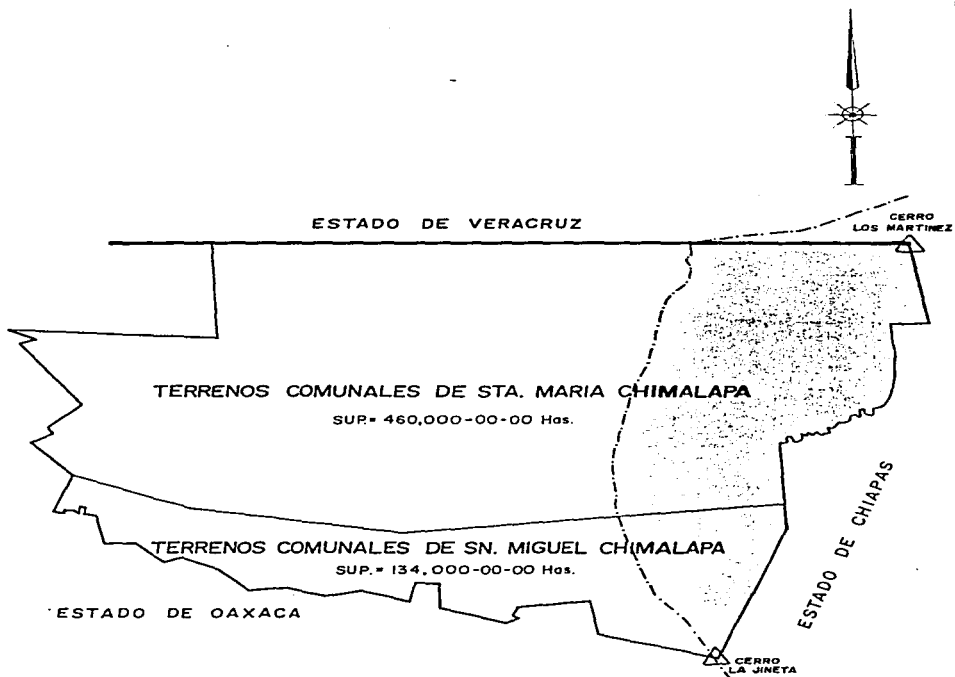 ESTADO DE VERACRUZ
CERRO
LOS MARTINEZ
TERRENOS COMUNALES DE STA. MARIA CHIMALAPA
SUP.= 460,000-00-00 Has.
ESTADO DE CHIAPAS
TERRENOS COMUNALES DE SN. MIGUEL CHIMALAPA
SUP.= 134,000-00-00 Has.
ESTADO DE OAXACA
CERRO
LA JINETA